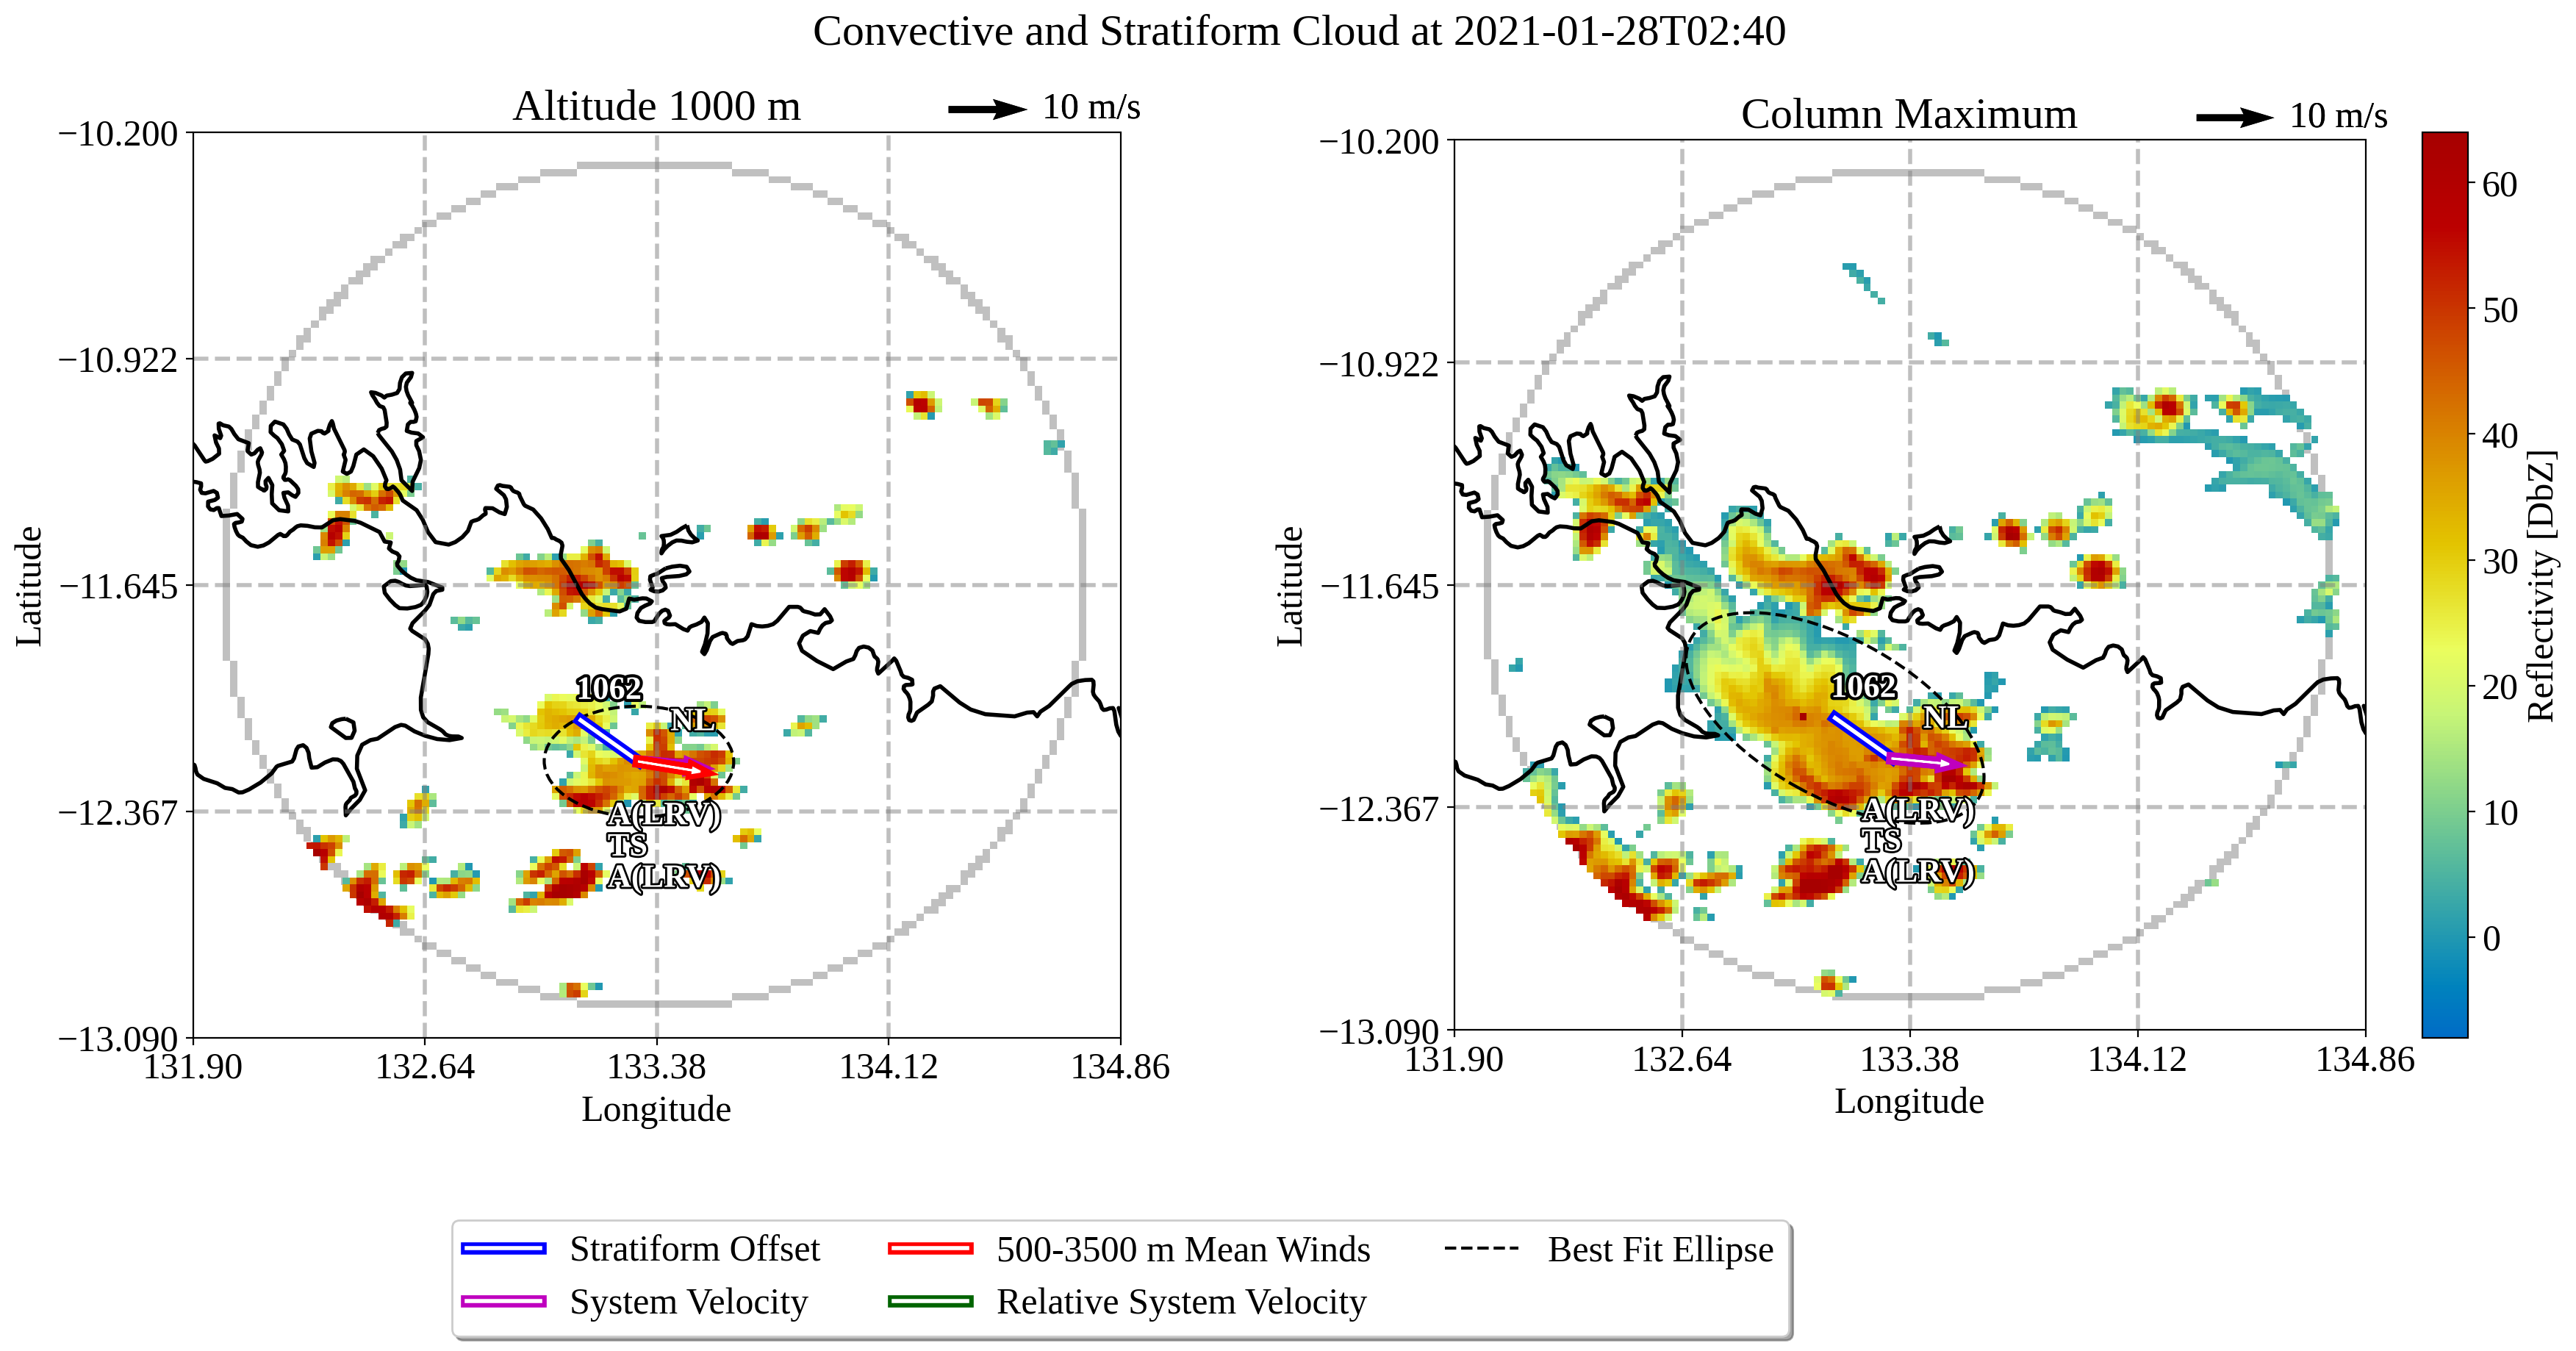 Convective and Stratiform Cloud at 2021-01-28T02:40
Altitude 1000 m
10 m/s
−10.200
−10.922
−11.645
−12.367
−13.090
Latitude
131.90
132.64
133.38
134.12
134.86
Longitude
1062
NL
A(LRV)
TS
A(LRV)
Column Maximum
10 m/s
−10.200
−10.922
−11.645
−12.367
−13.090
Latitude
131.90
132.64
133.38
134.12
134.86
Longitude
1062
NL
A(LRV)
TS
A(LRV)
60
50
40
30
20
10
0
Reflectivity [DbZ]
Stratiform Offset
System Velocity
500-3500 m Mean Winds
Relative System Velocity
Best Fit Ellipse